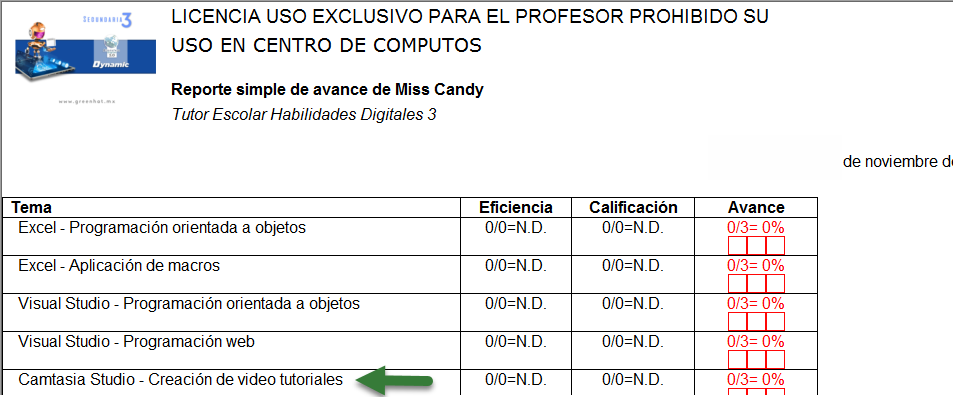 SECUNDARIA 3
Dynamic
www.greenhat.mx
LICENCIA USO EXCLUSIVO PARA EL PROFESOR PROHIBIDO SU
USO EN CENTRO DE COMPUTOS
Reporte simple de avance de Miss Candy
Tutor Escolar Habilidades Digitales 3
de noviembre d
Tema Eficiencia Calificación Avance
Excel - Programación orientada a objetos 0/0=N.D. 0/0=N.D. 0/3= 0%
Excel - Aplicación de macros 0/0=N.D. 0/0=N.D. 0/3= 0%
Visual Studio - Programación orientada a objetos 0/0=N.D. 0/0=N.D. 0/3= 0%
Visual Studio - Programación web 0/0=N.D. 0/0=N.D. 0/3= 0%
Camtasia Studio - Creación de video tutoriales 0/0=N.D. 0/0=N.D. 0/3= 0%